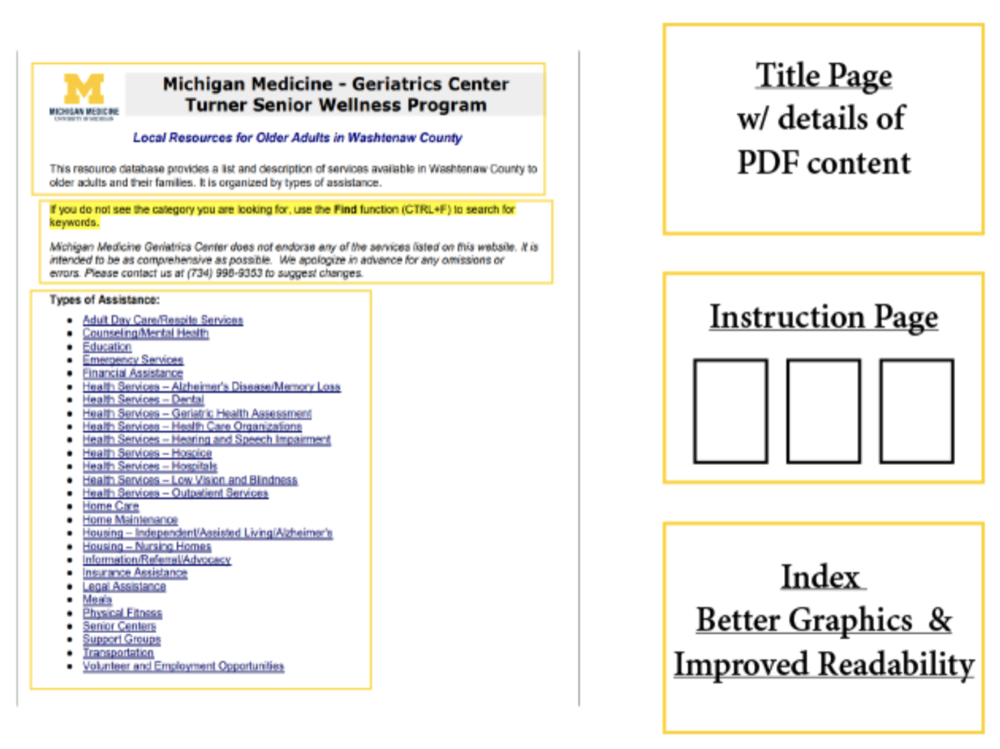 MICHIGAN MEDICINE
UNIVERSITY OF MICHIGAN
Michigan Medicine - Geriatrics Center
Turner Senior Wellness Program
Local Resources for Older Adults in Washtenaw County
This resource database provides a list and description of services available in Washtenaw County to
older adults and their families. It is organized by types of assistance.
If you do not see the category you are looking for, use the Find function (CTRL+F) to search for
keywords.
Michigan Medicine Geriatrics Center does not endorse any of the services listed on this website. It is
intended to be as comprehensive as possible. We apologize in advance for any omissions or
errors. Please contact us at (734) 998-9353 to suggest changes.
Types of Assistance:
• Adult Day Care/Respite Services
• Counseling/Mental Health
• Education
• Emergency Services
• Financial Assistance
• Health Services – Alzheimer's Disease/Memory Loss
• Health Services – Dental
• Health Services – Geriatric Health Assessment
• Health Services – Health Care Organizations
• Health Services – Hearing and Speech Impairment
• Health Services – Hospice
• Health Services – Hospitals
• Health Services – Low Vision and Blindness
• Health Services – Outpatient Services
• Home Care
• Home Maintenance
• Housing – Independent/Assisted Living/Alzheimer's
• Housing – Nursing Homes
• Information/Referral/Advocacy
• Insurance Assistance
• Legal Assistance
• Meals
• Physical Fitness
• Senior Centers
• Support Groups
• Transportation
• Volunteer and Employment Opportunities
Title Page
w/ details of
PDF content
Instruction Page
Index
Better Graphics &
Improved Readability